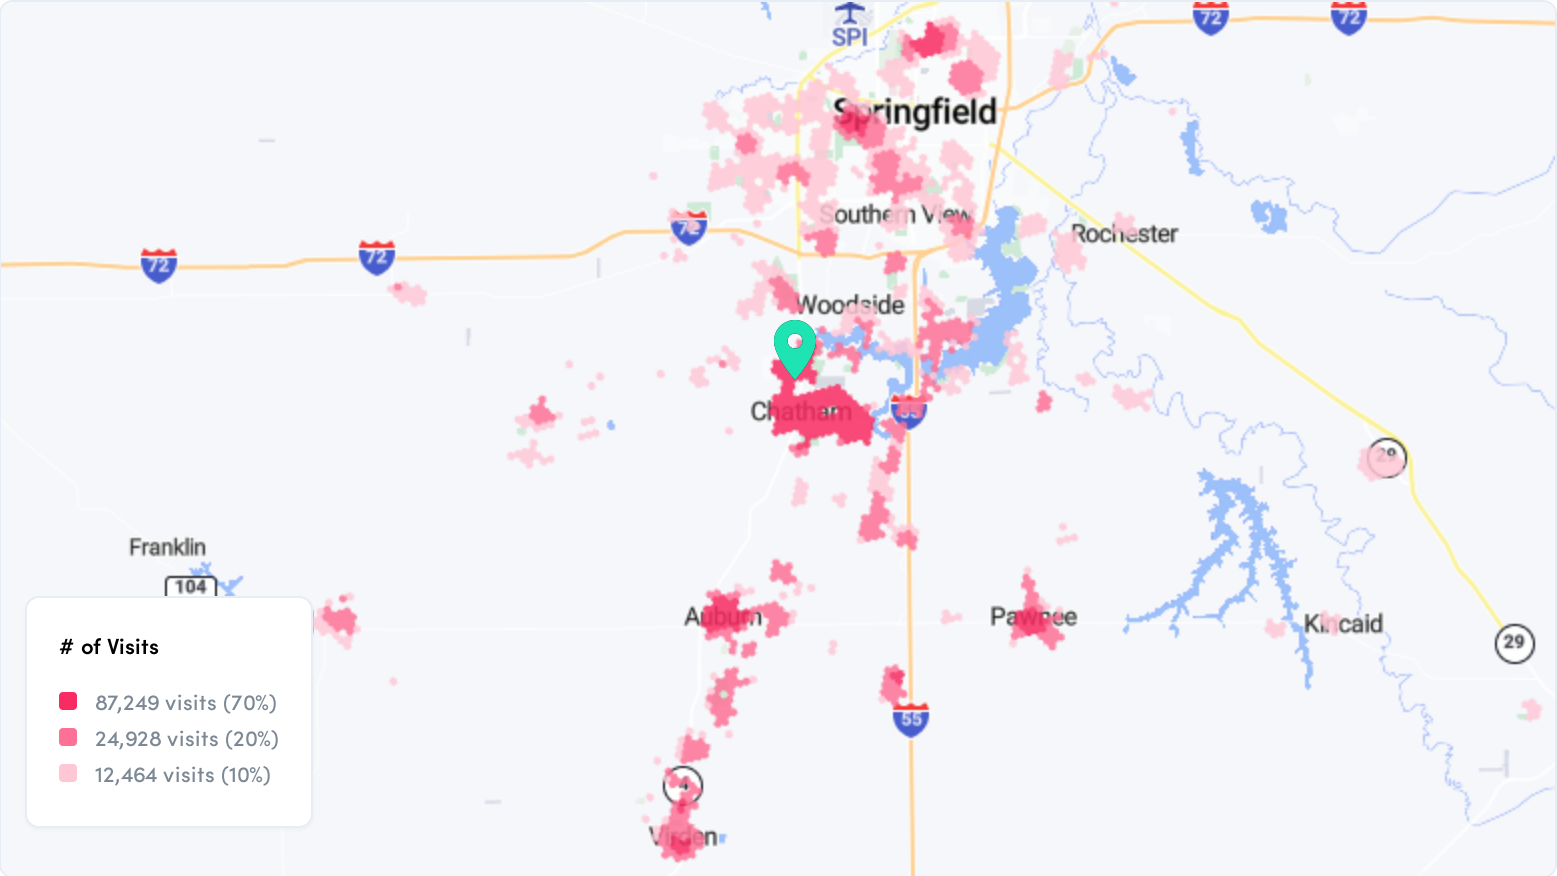 72
72
SPI
Springfield
Southern View
72
Rochester
72
72
Woodside
Chatham
55
29
Franklin
104
Auburn
Pawnee
Kincaid
29
# of Visits
87,249 visits (70%)
24,928 visits (20%)
12,464 visits (10%)
55
4
Virden